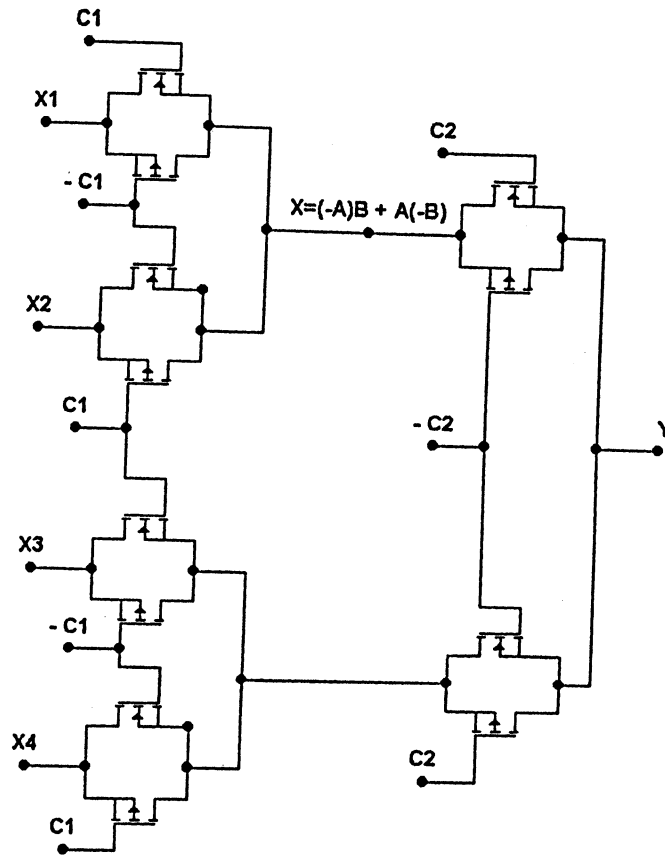 C1
X1
C2
- C1
X=(-A)B + A(-B)
X2
C1
- C2
Y
X3
- C1
X4
C2
C1